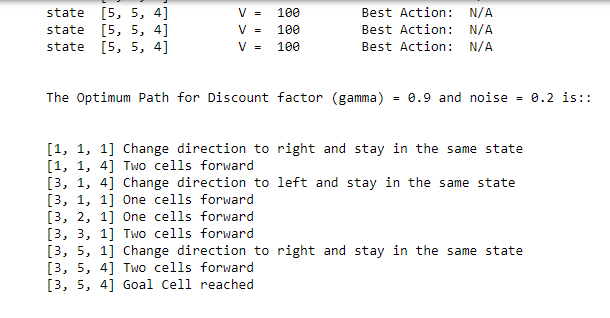 state [5, 5, 4] V = 100 Best Action: N/A
state [5, 5, 4] V = 100 Best Action: N/A
state [5, 5, 4] V = 100 Best Action: N/A
The Optimum Path for Discount factor (gamma) = 0.9 and noise = 0.2 is::
[1, 1, 1] Change direction to right and stay in the same state
[1, 1, 4] Two cells forward
[3, 1, 4] Change direction to left and stay in the same state
[3, 1, 1] One cells forward
[3, 2, 1] One cells forward
[3, 3, 1] Two cells forward
[3, 5, 1] Change direction to right and stay in the same state
[3, 5, 4] Two cells forward
[3, 5, 4] Goal Cell reached